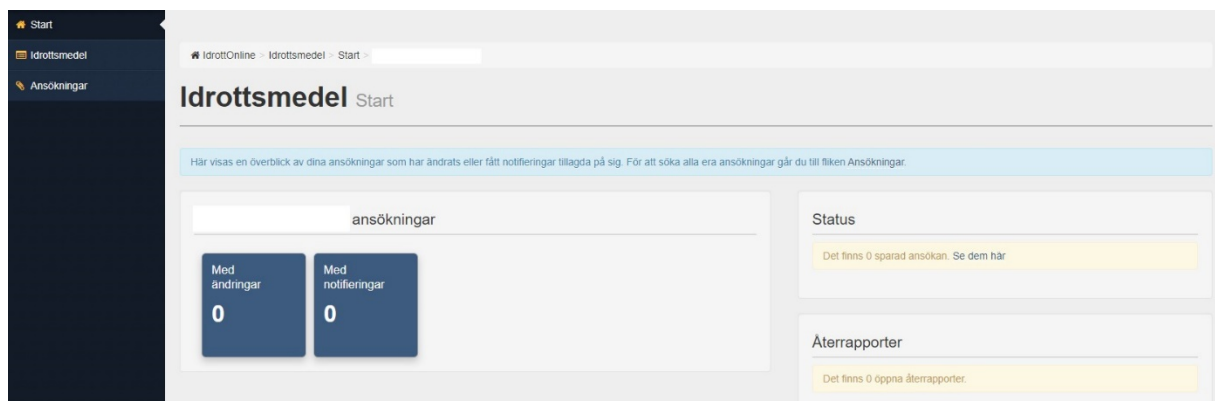 Start
Idrottsmedel
Ansökningar
IdrottOnline > Idrottsmedel > Start >
Idrottsmedel Start
Här visas en överblick av dina ansökningar som har ändrats eller fått notifieringar tillagda på sig. För att söka alla era ansökningar går du till fliken Ansökningar.
ansökningar
Med
ändringar
0
Med
notifieringar
0
Status
Det finns 0 sparad ansökan. Se dem här
Återrapporter
Det finns 0 öppna återrapporter.